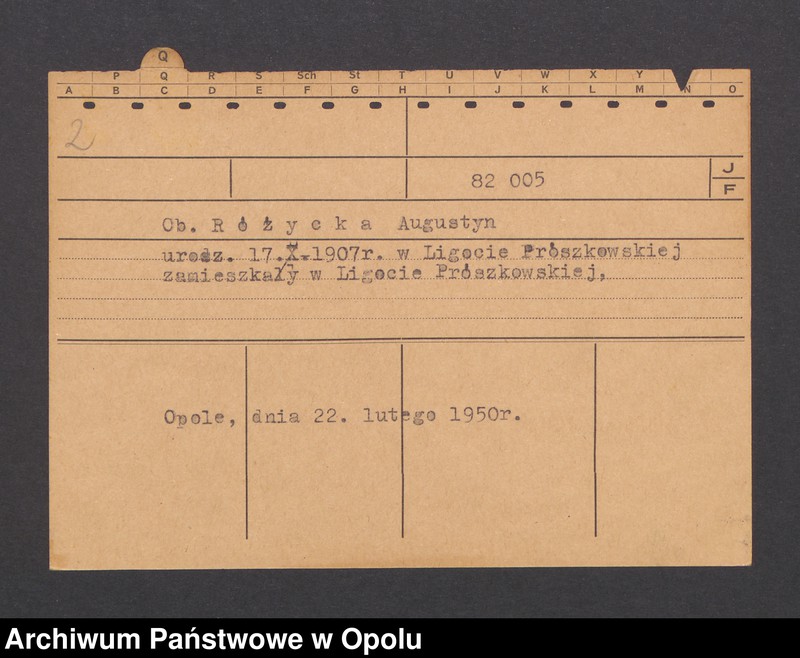 Q
P Q R S Sch St T U V W X Y
A B C D E F G H I J K L M N O
2
82 005
J
F
Ob. R ó ż y c k a Augustyn
urodz. 17.X.1907r. w Ligocie Prószkowskiej
zamieszkały w Ligocie Prószkowskiej,
Opole, dnia 22. lutego 1950r.
Archiwum Państwowe w Opolu